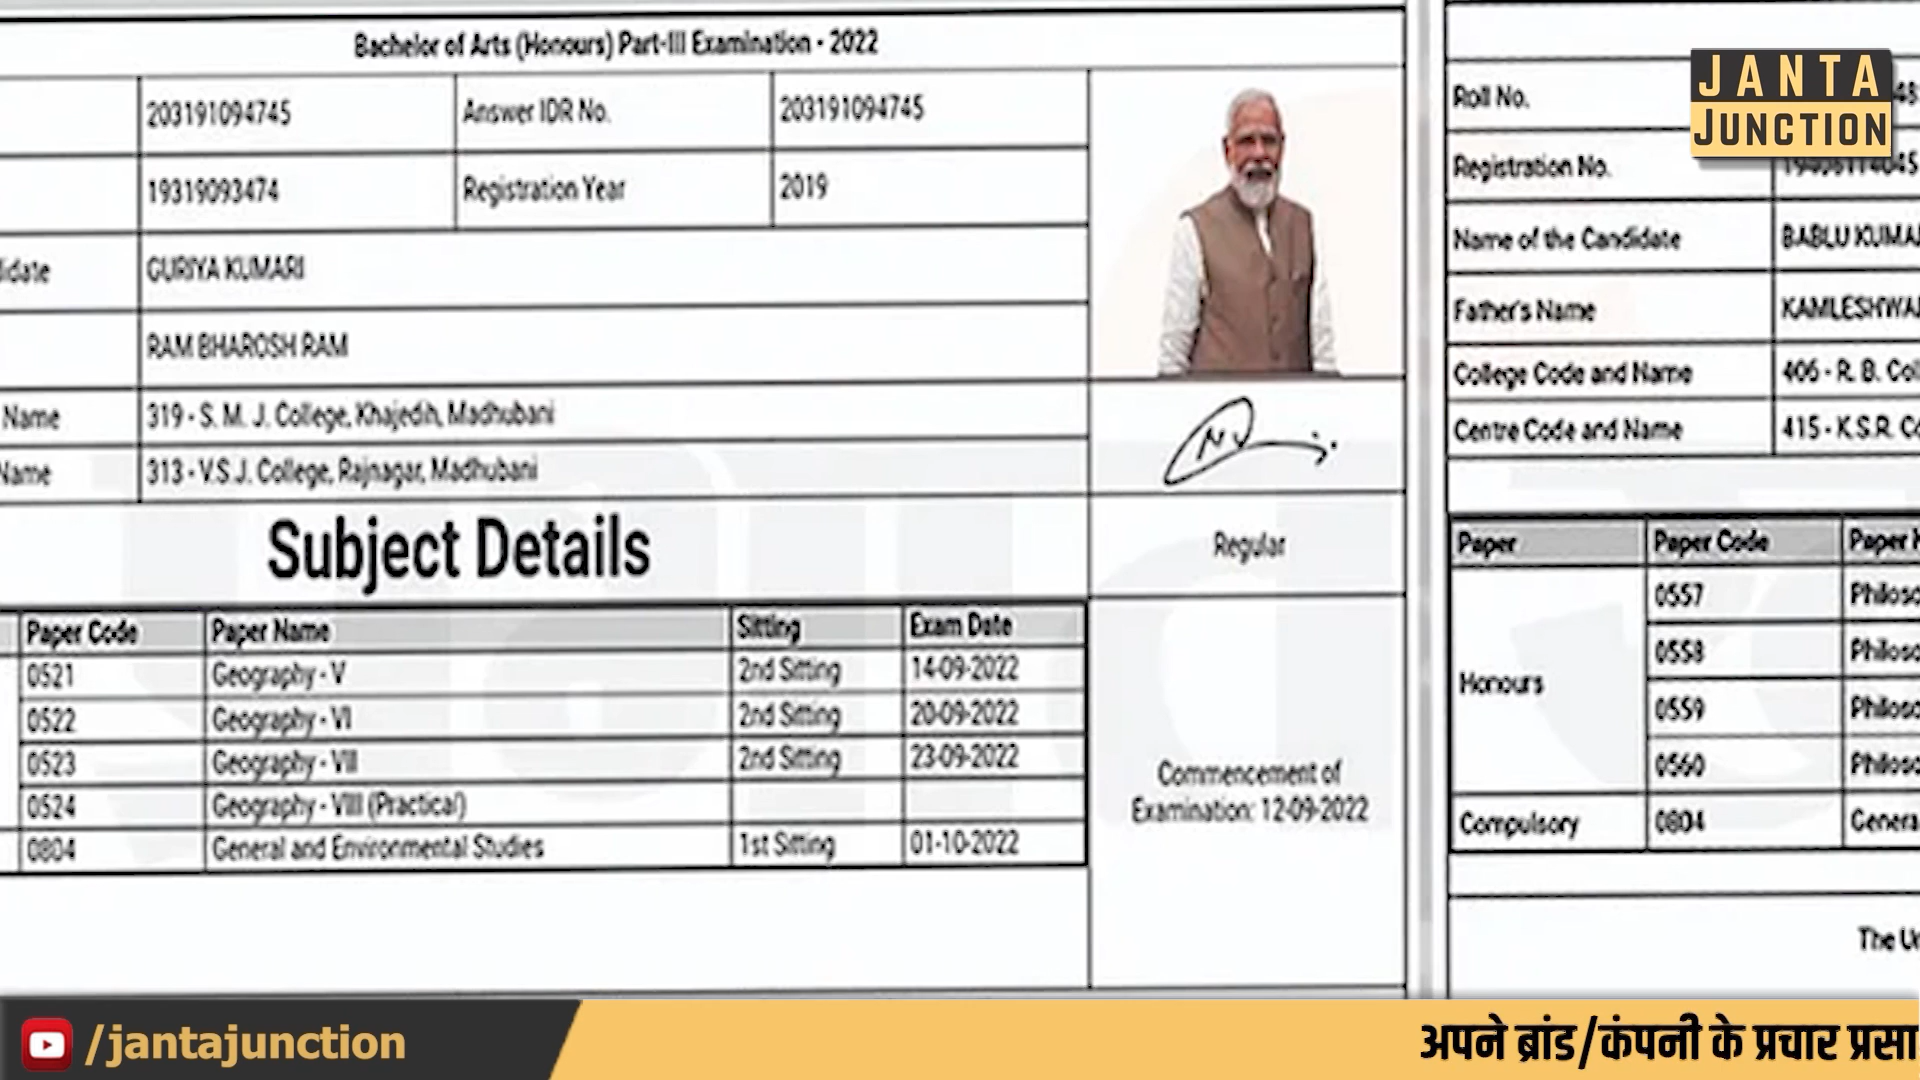 Bachelor of Arts (Honours) Part-III Examination - 2022
203191094745 Answer IDR No. 203191094745
19319093474 Registration Year 2019
GURIYA KUMARI
RAM BHAROSH RAM
Name 319 - S. M. J. College, Khajedih, Madhubani
Name 313 - V.S.J. College, Rajnagar, Madhubani
Subject Details
Regular
Paper Code Paper Name Sitting Exam Date
0521 Geography - V 2nd Sitting 14-09-2022
0522 Geography - VI 2nd Sitting 20-09-2022
0523 Geography - VII 2nd Sitting 23-09-2022
0524 Geography - VIII (Practical)
0804 General and Environmental Studies 1st Sitting 01-10-2022
Commencement of
Examination: 12-09-2022
JANTA
JUNCTION
Roll No.
Registration No.
Name of the Candidate BABLU
Father's Name
College Code and Name 406 - R. B.
Centre Code and Name 415 - K.S.R.
Paper Paper Code Paper
Honours
0557
0558
0559
0560
Compulsory 0804
The
/jantajunction
अपने ब्रांड/कंपनी के प्रचार